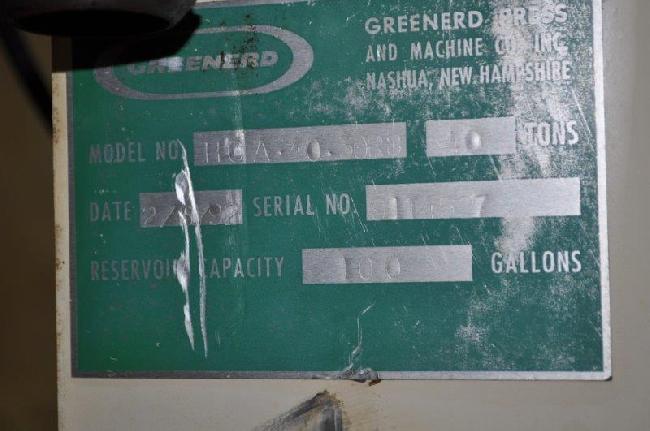 GREENERD
GREENERD PRESS
AND MACHINE CO., INC.
NASHUA, NEW HAMPSHIRE
MODEL NO. 40 TONS
DATE SERIAL NO.
RESERVOIR CAPACITY 100 GALLONS